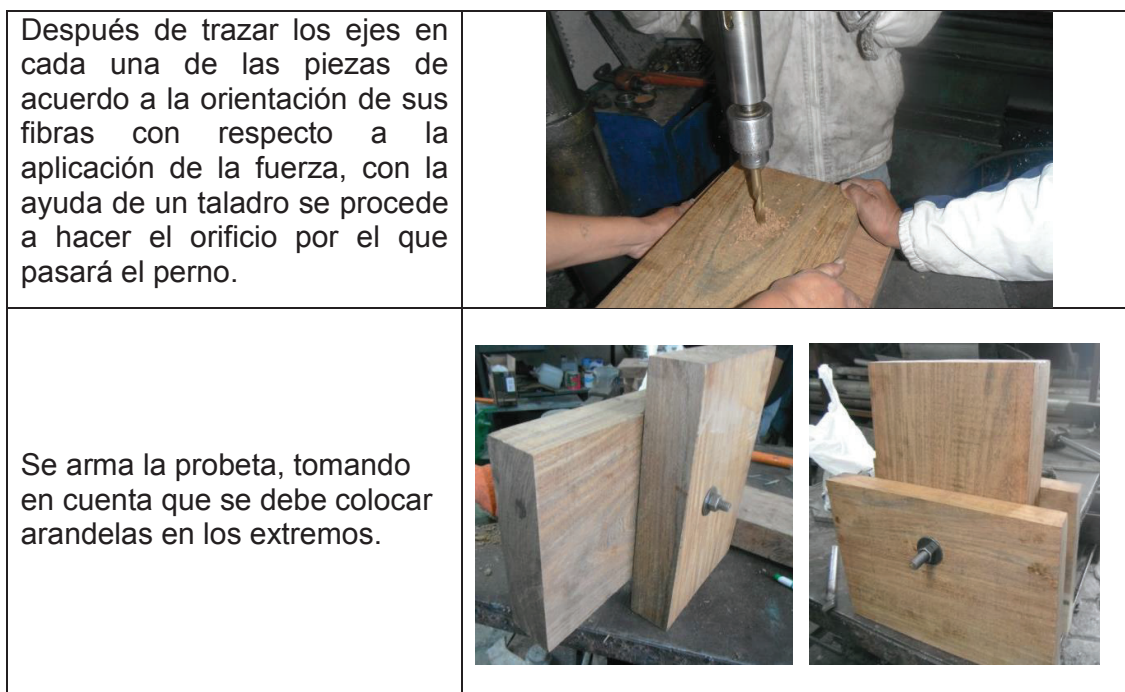 Después de trazar los ejes en
cada una de las piezas de
acuerdo a la orientación de sus
fibras con respecto a la
aplicación de la fuerza, con la
ayuda de un taladro se procede
a hacer el orificio por el que
pasará el perno.
Se arma la probeta, tomando
en cuenta que se debe colocar
arandelas en los extremos.